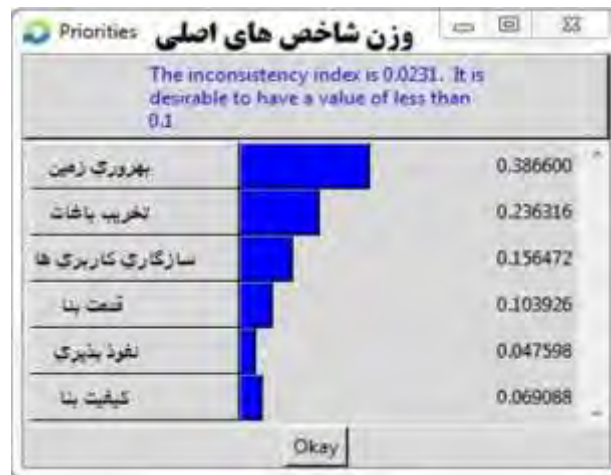 Priorities وزن شاخص های اصلی
The inconsistency index is 0.0231. It is
desirable to have a value of less than
0.1
بهروری زمین 0.386600
تخریب باغات 0.236316
سازگاری کاربری ها 0.156472
قدمت بنا 0.103926
نفوذ پذیری 0.047598
کیفیت بنا 0.069088
Okay